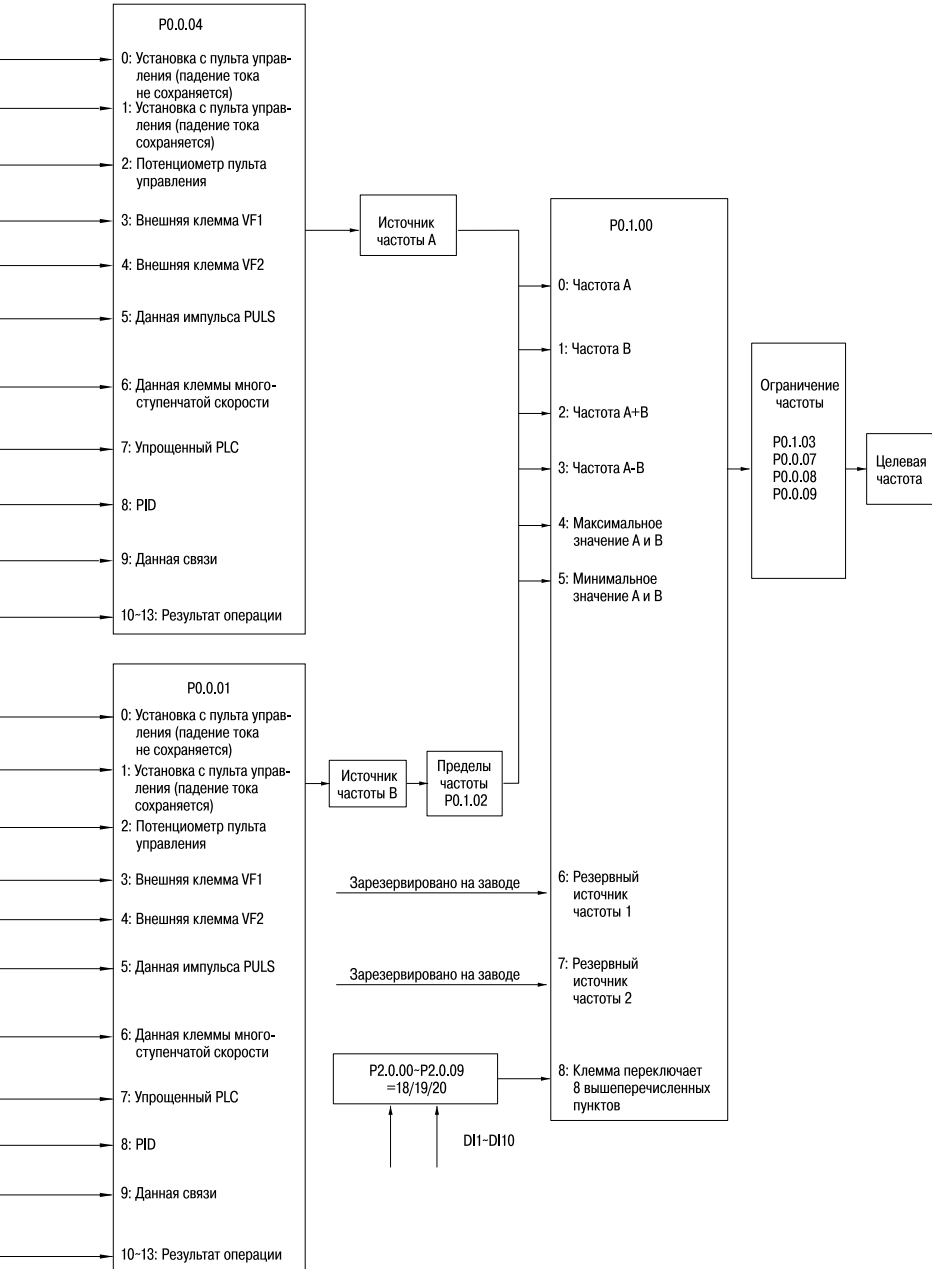 P0.0.04
0: Установка с пульта управ-
ления (падение тока
не сохраняется)
1: Установка с пульта управ-
ления (падение тока
сохраняется)
2: Потенциометр пульта
управления
3: Внешняя клемма VF1
4: Внешняя клемма VF2
5: Данная импульса PULS
6: Данная клеммы много-
ступенчатой скорости
7: Упрощенный PLC
8: PID
9: Данная связи
10~13: Результат операции
Источник
частоты А
P0.0.01
0: Установка с пульта управ-
ления (падение тока
не сохраняется)
1: Установка с пульта управ-
ления (падение тока
сохраняется)
2: Потенциометр пульта
управления
3: Внешняя клемма VF1
4: Внешняя клемма VF2
5: Данная импульса PULS
6: Данная клеммы много-
ступенчатой скорости
7: Упрощенный PLC
8: PID
9: Данная связи
10~13: Результат операции
Источник
частоты В
Пределы
частоты
P0.1.02
Зарезервировано на заводе
Зарезервировано на заводе
P2.0.00~P2.0.09
=18/19/20
DI1~DI10
P0.1.00
0: Частота А
1: Частота В
2: Частота А+В
3: Частота А-В
4: Максимальное
значение А и В
5: Минимальное
значение А и В
6: Резервный
источник
частоты 1
7: Резервный
источник
частоты 2
8: Клемма переключает
8 вышеперечисленных
пунктов
Ограничение
частоты
P0.1.03
P0.0.07
P0.0.08
P0.0.09
Целевая
частота